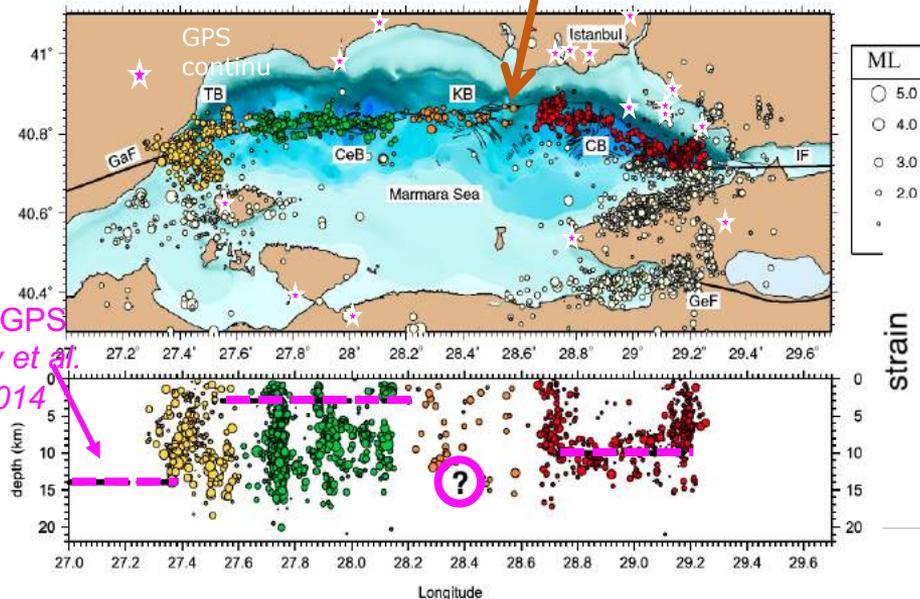 GPS
continu
41°
40.8°
40.6°
40.4°
Istanbul
TB
KB
GaF
CeB
CB
IF
Marmara Sea
GeF
ML
5.0
4.0
3.0
2.0
27.2° 27.4° 27.6° 27.8° 28° 28.2° 28.4° 28.6° 28.8° 29° 29.2° 29.4° 29.6°
GPS
et al.
014
strain
0 0
5 5
10 10
15 15
20 20
depth (km)
?
27.0 27.2 27.4 27.6 27.8 28.0 28.2 28.4 28.6 28.8 29.0 29.2 29.4 29.6
Longitude